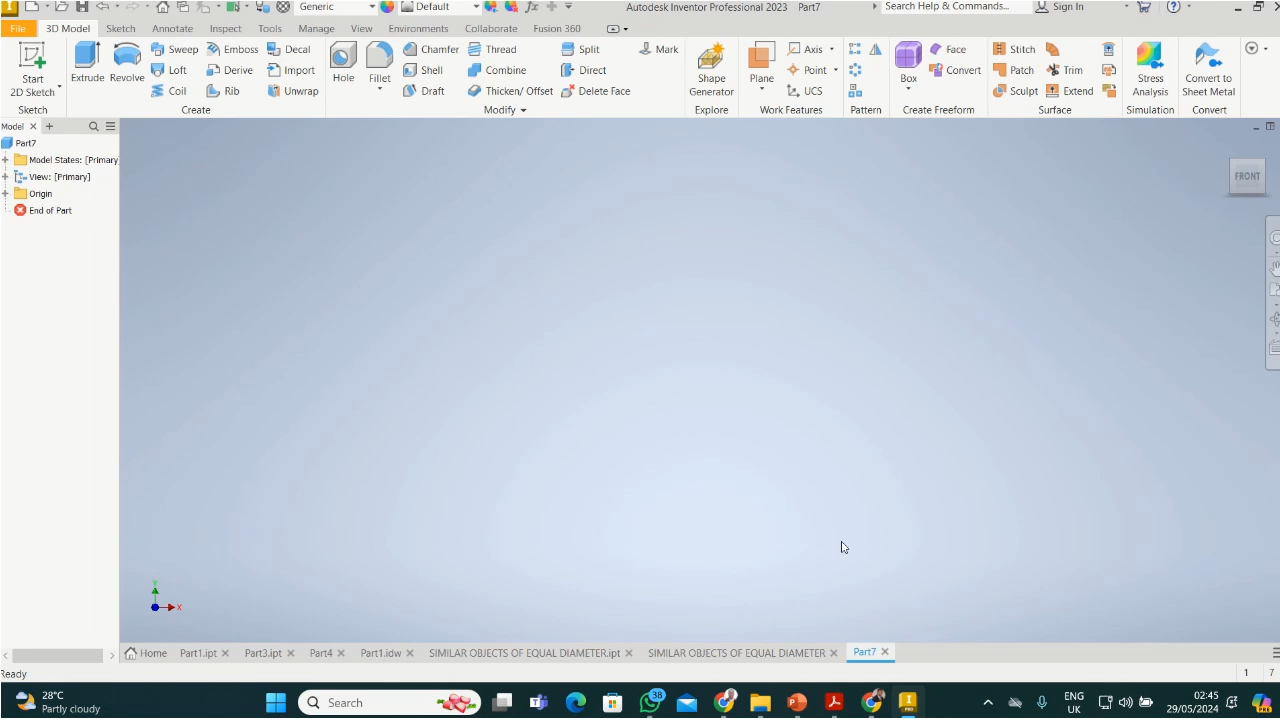 Generic
Default
Autodesk Inventor Professional 2023 Part7
Search Help & Commands...
Sign In
File 3D Model Sketch Annotate Inspect Tools Manage View Environments Collaborate Fusion 360
Start
2D Sketch
Extrude
Revolve
Sweep
Emboss
Decal
Loft
Derive
Import
Coil
Rib
Unwrap
Hole
Fillet
Chamfer
Thread
Split
Mark
Shell
Combine
Direct
Draft
Thicken/ Offset
Delete Face
Shape
Generator
Plane
Axis
Point
UCS
Box
Face
Convert
Stitch
Patch
Trim
Sculpt
Extend
Stress
Analysis
Convert to
Sheet Metal
Sketch Create Modify Explore Work Features Pattern Create Freeform Surface Simulation Convert
Model
Part7
Model States: [Primary
View: [Primary]
Origin
End of Part
FRONT
Y
X
Home Part1.ipt Part3.ipt Part4 Part1.idw SIMILAR OBJECTS OF EQUAL DIAMETER.ipt SIMILAR OBJECTS OF EQUAL DIAMETER Part7
Ready
1 7
28°C
Partly cloudy
Search
38
ENG
UK
02:45
29/05/2024